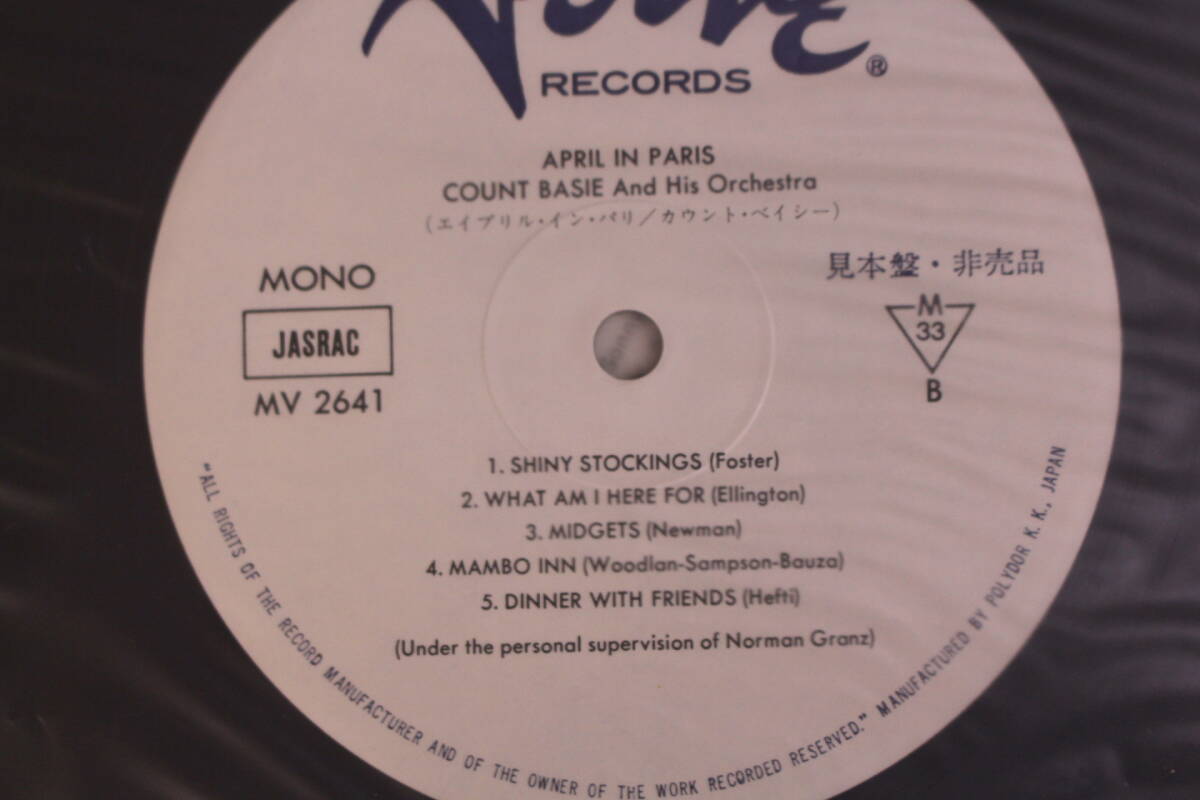 Verve®
RECORDS
APRIL IN PARIS
COUNT BASIE And His Orchestra
(エイプリル・イン・パリ/カウント・ベイシー)
見本盤・非売品
MONO
JASRAC
MV 2641
M
33
B
1. SHINY STOCKINGS (Foster)
2. WHAT AM I HERE FOR (Ellington)
3. MIDGETS (Newman)
4. MAMBO INN (Woodlan-Sampson-Bauza)
5. DINNER WITH FRIENDS (Hefti)
(Under the personal supervision of Norman Granz)
"ALL RIGHTS OF THE RECORD MANUFACTURER AND OF THE OWNER OF THE WORK RECORDED RESERVED." MANUFACTURED BY POLYDOR K. K., JAPAN